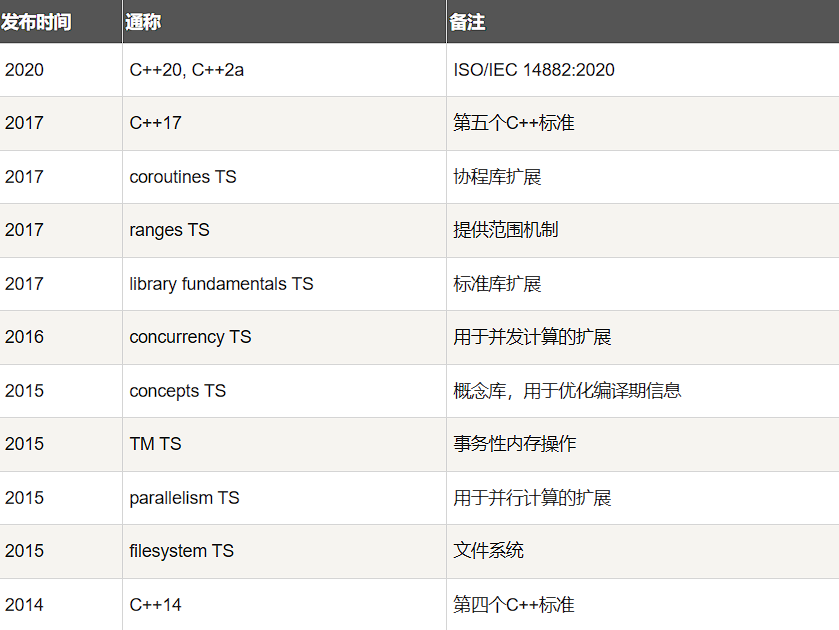 发布时间 通称 备注
2020 C++20, C++2a ISO/IEC 14882:2020
2017 C++17 第五个C++标准
2017 coroutines TS 协程库扩展
2017 ranges TS 提供范围机制
2017 library fundamentals TS 标准库扩展
2016 concurrency TS 用于并发计算的扩展
2015 concepts TS 概念库，用于优化编译期信息
2015 TM TS 事务性内存操作
2015 parallelism TS 用于并行计算的扩展
2015 filesystem TS 文件系统
2014 C++14 第四个C++标准